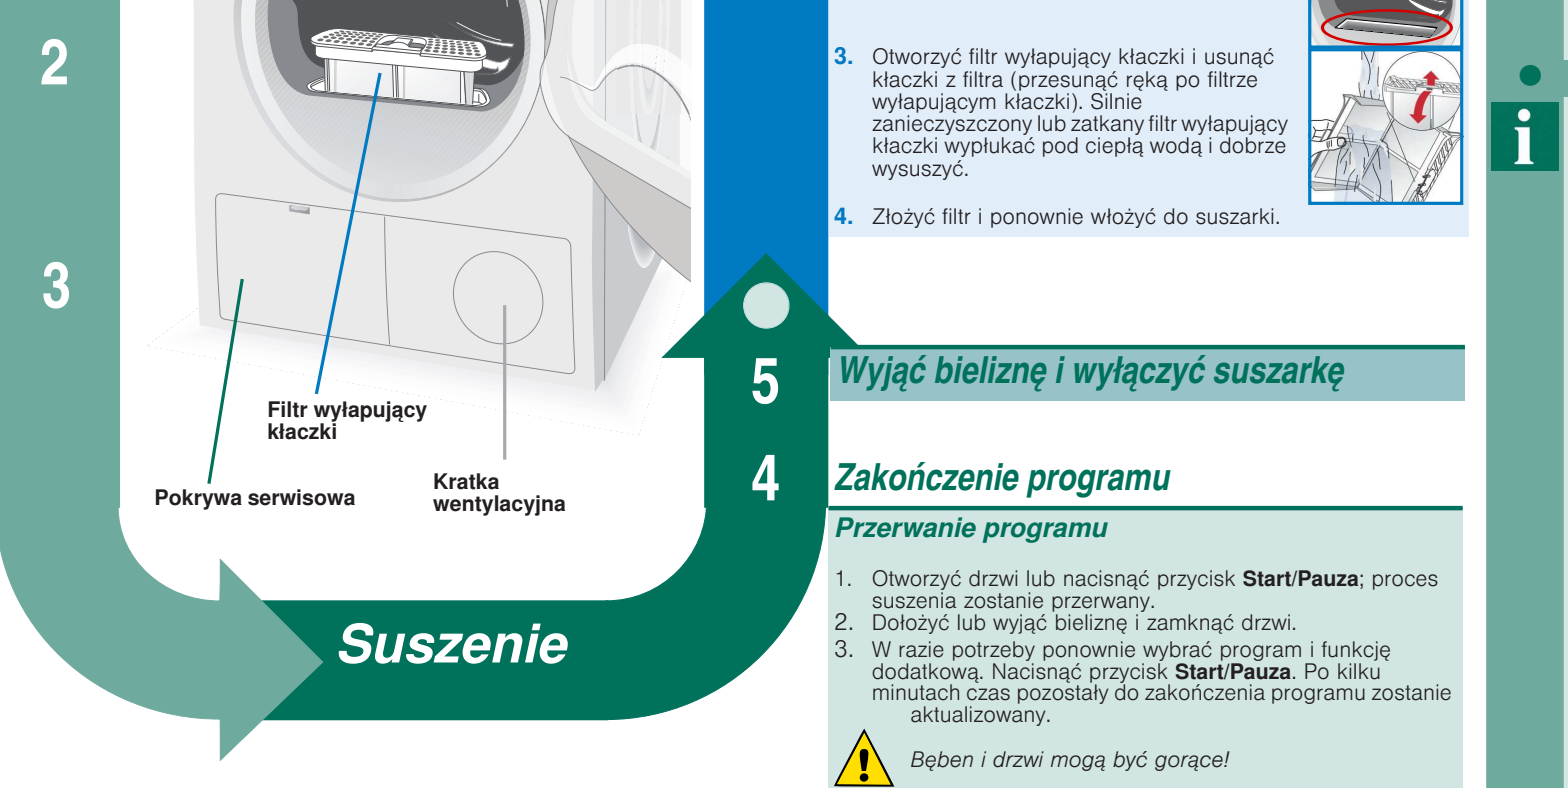 2
3
Filtr wyłapujący
kłaczki
Pokrywa serwisowa
Kratka
wentylacyjna
Suszenie
5
4
3. Otworzyć filtr wyłapujący kłaczki i usunąć
kłaczki z filtra (przesunąć ręką po filtrze
wyłapującym kłaczki). Silnie
zanieczyszczony lub zatkany filtr wyłapujący
kłaczki wypłukać pod ciepłą wodą i dobrze
wysuszyć.
4. Złożyć filtr i ponownie włożyć do suszarki.
Wyjąć bieliznę i wyłączyć suszarkę
Zakończenie programu
Przerwanie programu
1. Otworzyć drzwi lub nacisnąć przycisk Start/Pauza; proces
suszenia zostanie przerwany.
2. Dołożyć lub wyjąć bieliznę i zamknąć drzwi.
3. W razie potrzeby ponownie wybrać program i funkcję
dodatkową. Nacisnąć przycisk Start/Pauza. Po kilku
minutach czas pozostały do zakończenia programu zostanie
aktualizowany.
Bęben i drzwi mogą być gorące!
i